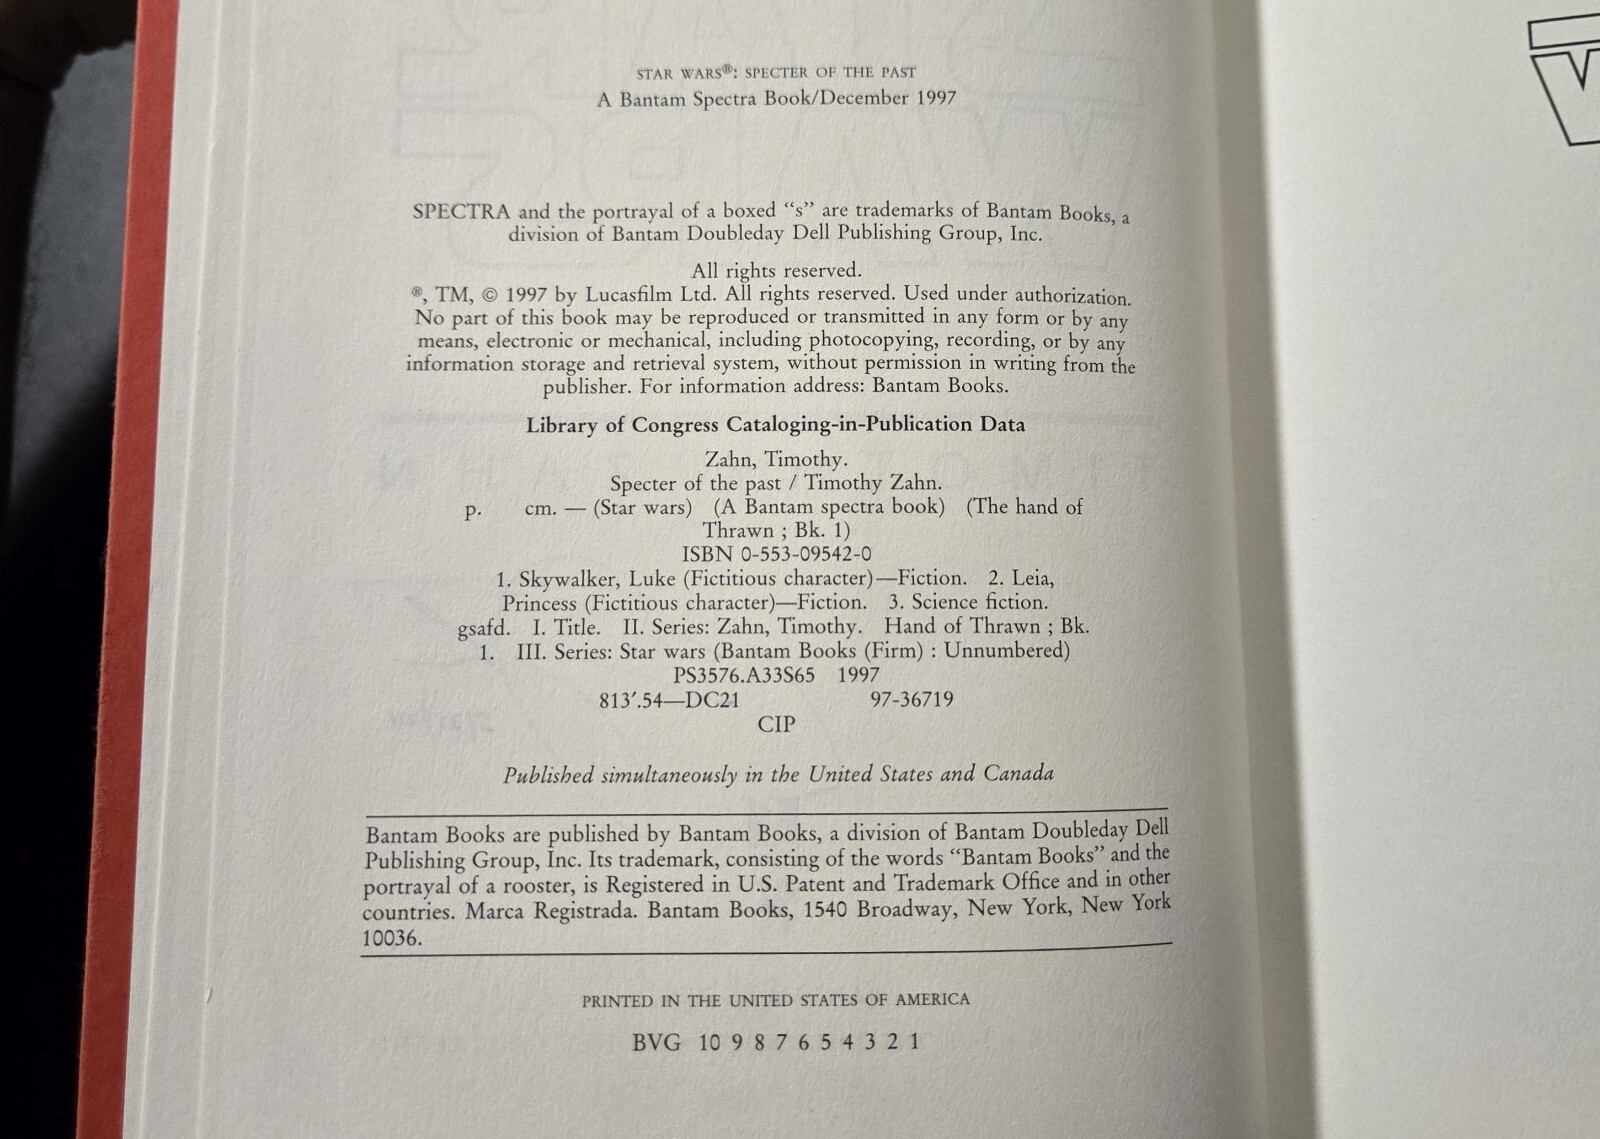 STAR WARS®: SPECTER OF THE PAST
A Bantam Spectra Book/December 1997
SPECTRA and the portrayal of a boxed “s” are trademarks of Bantam Books, a
division of Bantam Doubleday Dell Publishing Group, Inc.
All rights reserved.
®, TM, © 1997 by Lucasfilm Ltd. All rights reserved. Used under authorization.
No part of this book may be reproduced or transmitted in any form or by any
means, electronic or mechanical, including photocopying, recording, or by any
information storage and retrieval system, without permission in writing from the
publisher. For information address: Bantam Books.
Library of Congress Cataloging-in-Publication Data
Zahn, Timothy.
Specter of the past / Timothy Zahn.
p. cm. — (Star wars) (A Bantam spectra book) (The hand of
Thrawn ; Bk. 1)
ISBN 0-553-09542-0
1. Skywalker, Luke (Fictitious character)—Fiction. 2. Leia,
Princess (Fictitious character)—Fiction. 3. Science fiction.
gsafd. I. Title. II. Series: Zahn, Timothy. Hand of Thrawn ; Bk.
1. III. Series: Star wars (Bantam Books (Firm) : Unnumbered)
PS3576.A33S65 1997
813′.54—DC21 97-36719
CIP
Published simultaneously in the United States and Canada
Bantam Books are published by Bantam Books, a division of Bantam Doubleday Dell
Publishing Group, Inc. Its trademark, consisting of the words “Bantam Books” and the
portrayal of a rooster, is Registered in U.S. Patent and Trademark Office and in other
countries. Marca Registrada. Bantam Books, 1540 Broadway, New York, New York
10036.
PRINTED IN THE UNITED STATES OF AMERICA
BVG 10 9 8 7 6 5 4 3 2 1